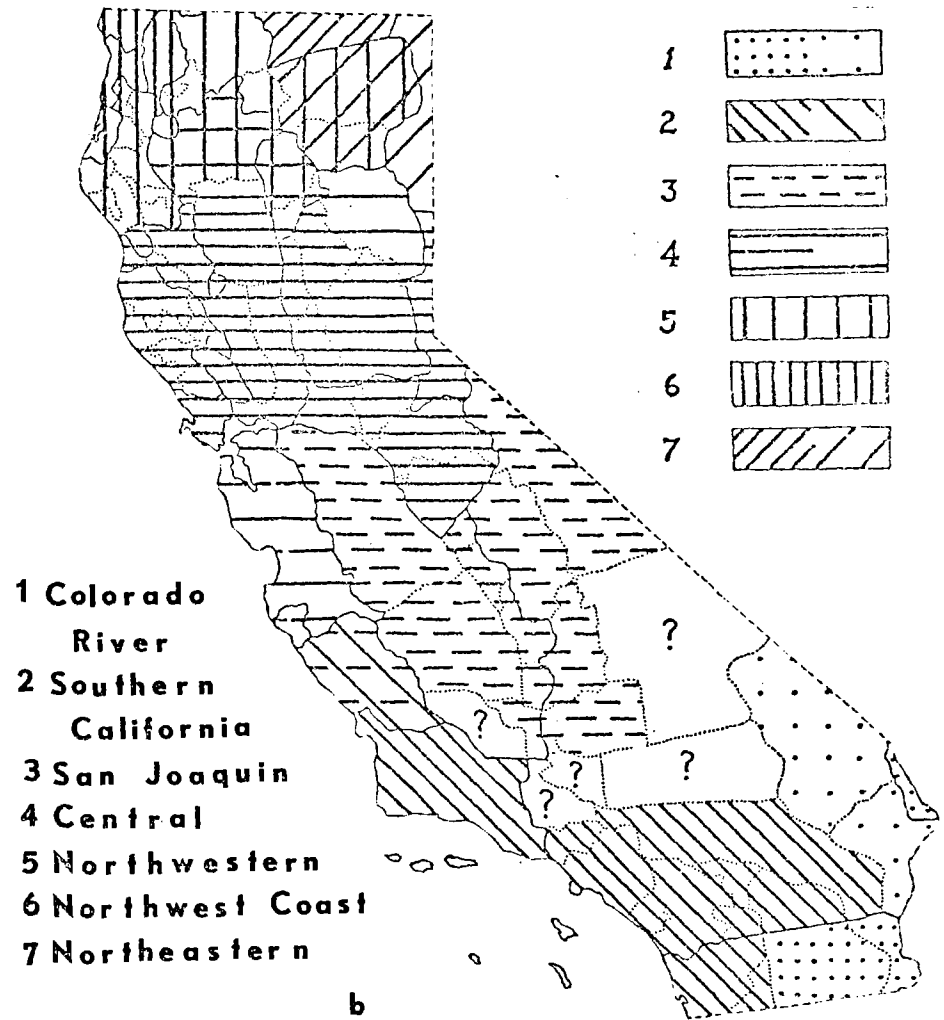 1
2
3
4
5
6
7
?
?
?
?
?
1 Colorado
River
2 Southern
California
3 San Joaquin
4 Central
5 Northwestern
6 Northwest Coast
7 Northeastern
b